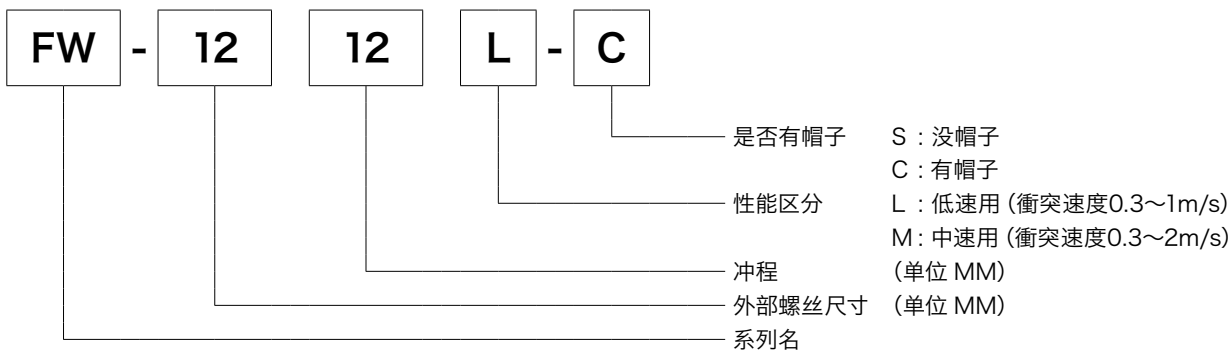 FW - 12 12 L - C
是否有帽子 S : 没帽子
C : 有帽子
性能区分 L : 低速用 (衝突速度0.3～1m/s)
M : 中速用 (衝突速度0.3～2m/s)
冲程 (单位 MM)
外部螺丝尺寸 (单位 MM)
系列名